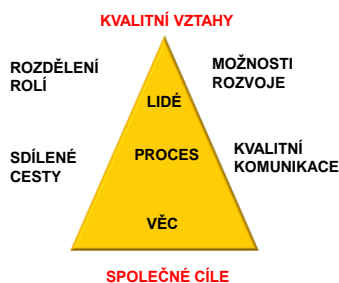 KVALITNÍ VZTAHY
ROZDĚLENÍ
ROLÍ
MOŽNOSTI
ROZVOJE
LIDÉ
SDÍLENÉ
CESTY
PROCES
KVALITNÍ
KOMUNIKACE
VĚC
SPOLEČNÉ CÍLE